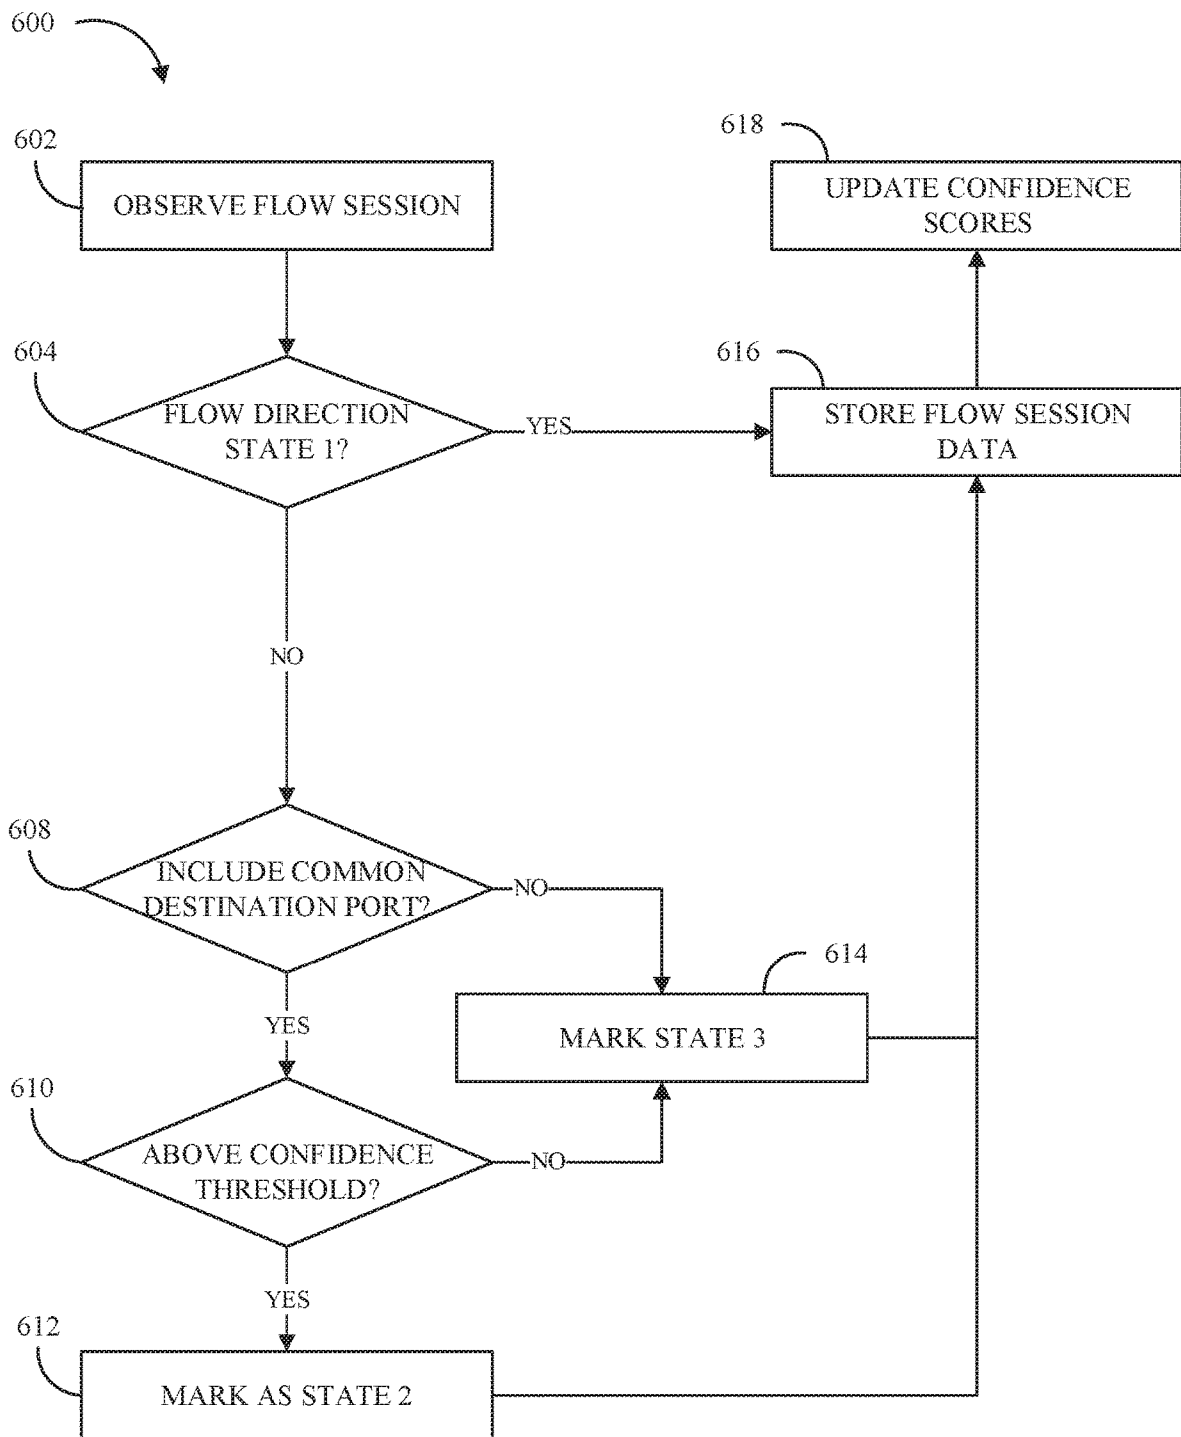 600
602
OBSERVE FLOW SESSION
618
UPDATE CONFIDENCE
SCORES
604
FLOW DIRECTION
STATE 1?
YES
616
STORE FLOW SESSION
DATA
NO
608
INCLUDE COMMON
DESTINATION PORT?
NO
614
MARK STATE 3
YES
610
ABOVE CONFIDENCE
THRESHOLD?
NO
YES
612
MARK AS STATE 2